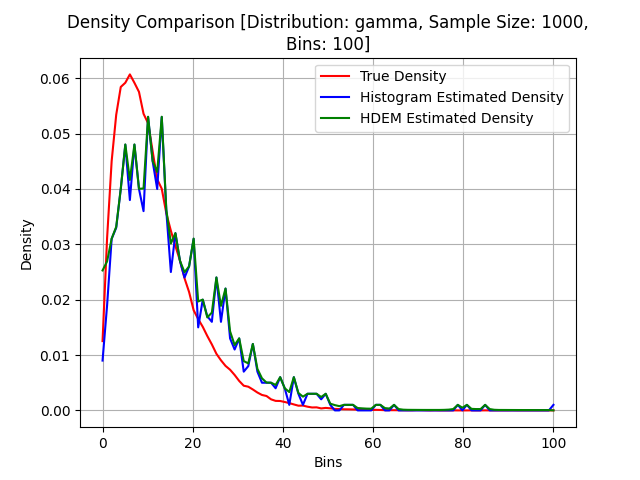 Density Comparison [Distribution: gamma, Sample Size: 1000,
Bins: 100]
True Density
Histogram Estimated Density
HDEM Estimated Density
Density
0.06
0.05
0.04
0.03
0.02
0.01
0.00
0 20 40 60 80 100
Bins